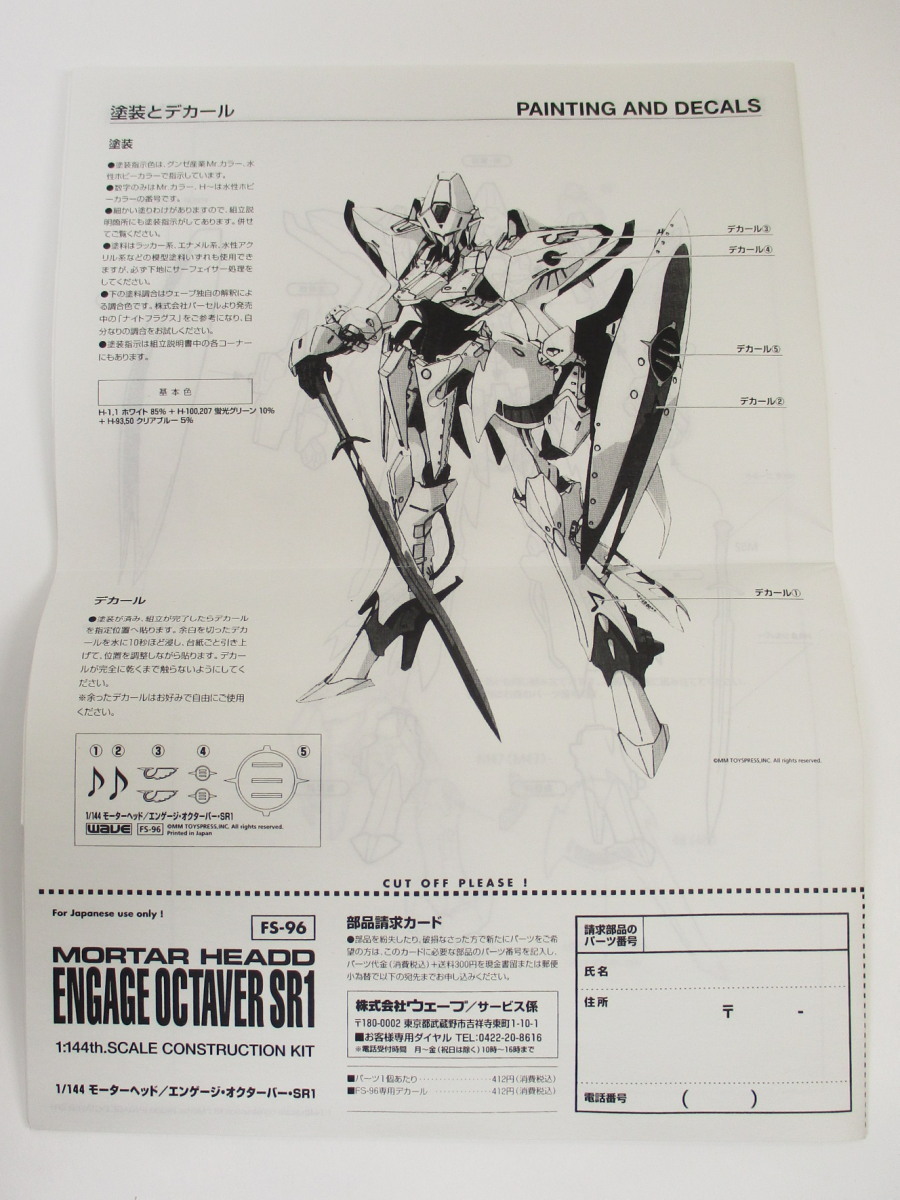 塗装とデカール
PAINTING AND DECALS
塗装
●塗装指示色は、グンゼ産業Mr.カラー、水
性ホビーカラーで指示しています。
●数字のみはMr.カラー、H〜は水性ホビ
ーカラーの番号です。
●細かい塗りわけがありますので、組立説
明箇所にも塗装指示がしてあります。併せ
てご覧ください。
●塗料はラッカー系、エナメル系、水性アク
リル系などの模型塗料いずれも使用でき
ますが、必ず下地にサーフェイサー処理を
してください。
●下の塗料調合はウェーブ独自の解釈によ
る調合色です。株式会社バーセルより発売
中の「ナイトフラグス」をご参考になり、自
分なりの調合をお試しください。
●塗装指示は組立説明書中の各コーナー
にもあります。
基本色
H-1,1 ホワイト 85% + H-100,207 蛍光グリーン 10%
+ H-93,50 クリアブルー 5%
デカール③
デカール④
デカール⑤
デカール②
デカール①
デカール
●塗装が済み、組立が完了したらデカール
を指定位置へ貼ります。余白を切ったデカ
ールを水に10秒ほど浸し、台紙ごと引き上
げて、位置を調整しながら貼ります。デカー
ルが完全に乾くまで触らないようにしてく
ださい。
※余ったデカールはお好みで自由にご使用
ください。
① ② ③ ④ ⑤
1/144 モーターヘッド/エンゲージ・オクターバー・SR1
wave FS-96 ©MM TOYSPRESS,INC. All rights reserved.
Printed in Japan
©MM TOYSPRESS,INC. All rights reserved.
CUT OFF PLEASE !
For Japanese use only !
FS-96
MORTAR HEADD
ENGAGE OCTAVER SR1
1:144th.SCALE CONSTRUCTION KIT
1/144 モーターヘッド/エンゲージ・オクターバー・SR1
部品請求カード
●部品を紛失したり、破損なさった方で新たにパーツをご希
望の方は、このカードに必要な部品のパーツ番号を記入し、
パーツ代金(消費税込)+送料300円を現金書留または郵便
小為替で以下の宛先までお申し込みください。
株式会社ウェーブ/サービス係
〒180-0002 東京都武蔵野市吉祥寺東町1-10-1
■お客様専用ダイヤル TEL:0422-20-8616
※電話受付時間 月〜金(祝日は除く)10時〜16時まで
■パーツ1個あたり················412円(消費税込)
■FS-96専用デカール················412円(消費税込)
請求部品の
パーツ番号
氏名
住所
〒 -
電話番号 ( )